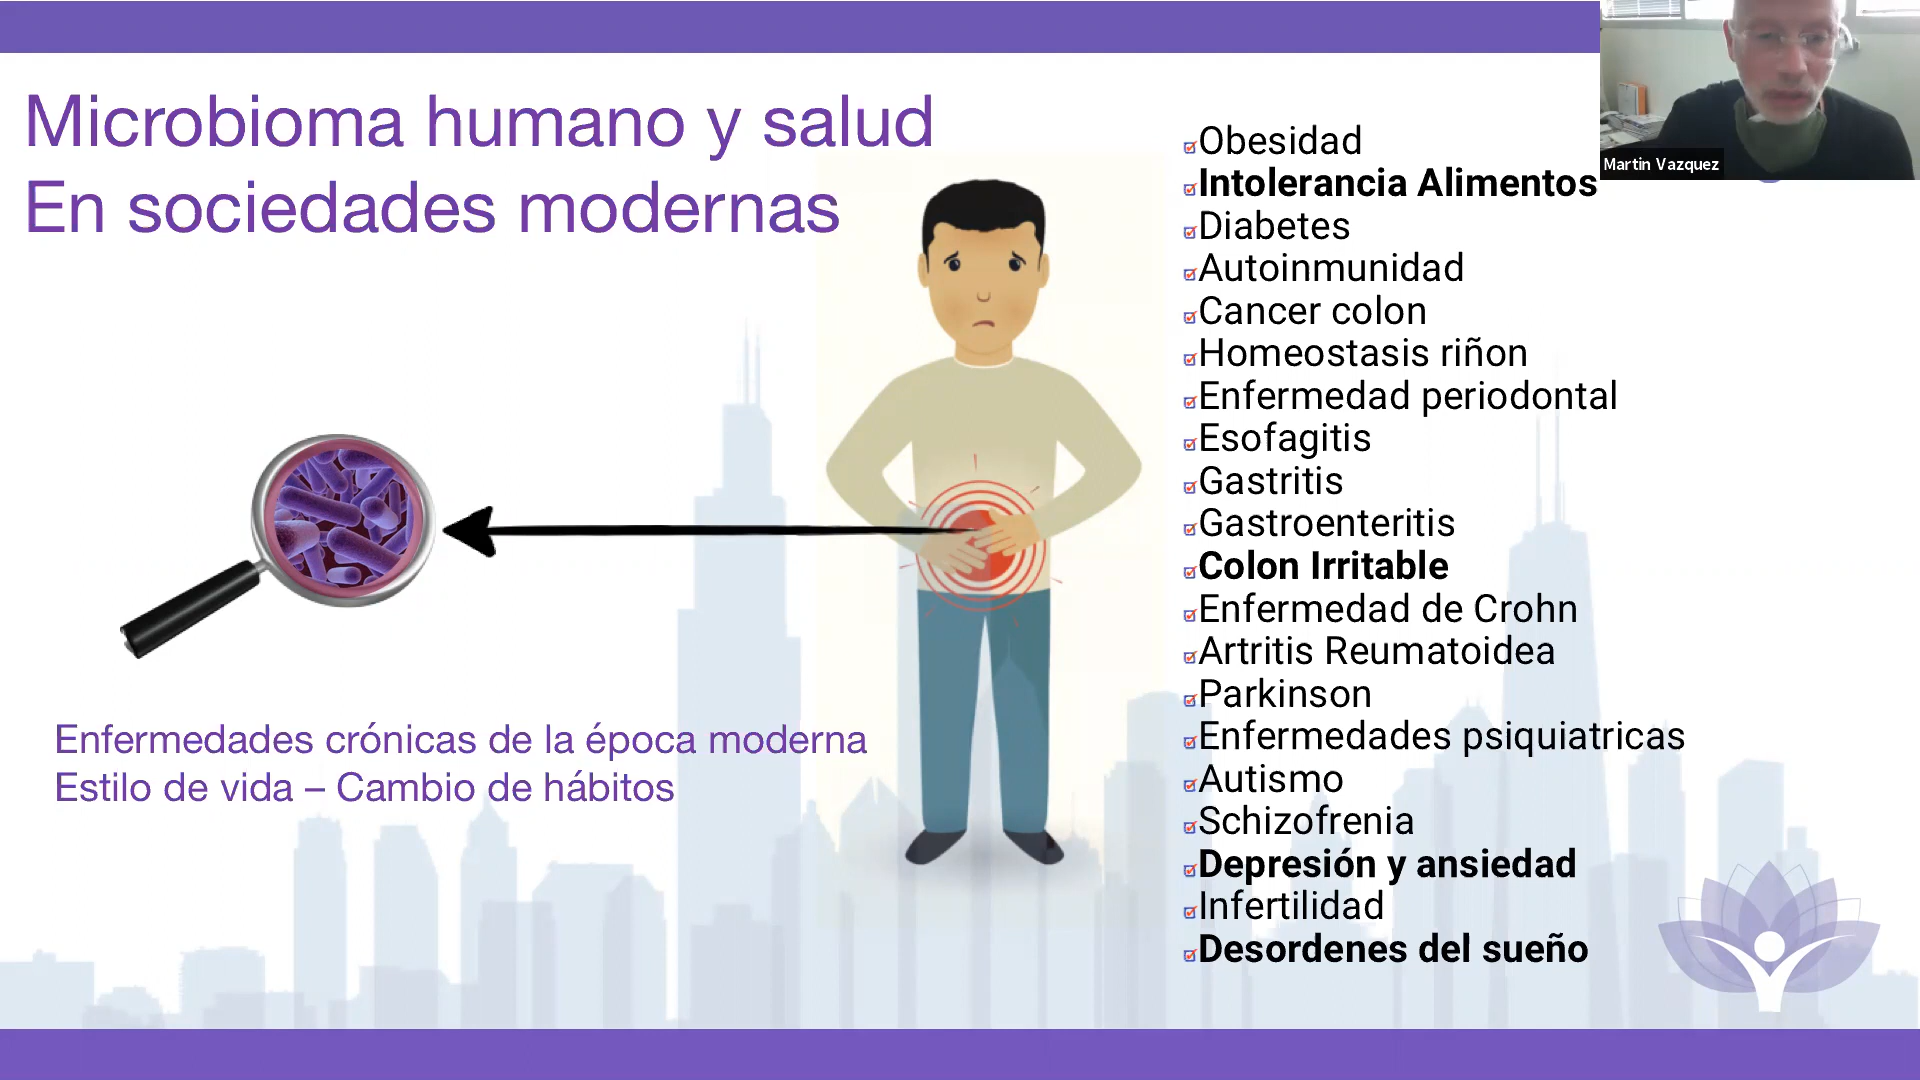 Microbioma humano y salud
En sociedades modernas
Martin Vazquez
Obesidad
Intolerancia Alimentos
Diabetes
Autoinmunidad
Cancer colon
Homeostasis riñon
Enfermedad periodontal
Esofagitis
Gastritis
Gastroenteritis
Colon Irritable
Enfermedad de Crohn
Artritis Reumatoidea
Parkinson
Enfermedades psiquiatricas
Autismo
Schizofrenia
Depresión y ansiedad
Infertilidad
Desordenes del sueño
Enfermedades crónicas de la época moderna
Estilo de vida – Cambio de hábitos